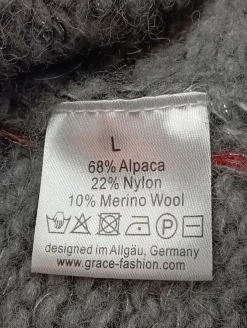 L
68% Alpaca
22% Nylon
10% Merino Wool
P
designed im Allgäu, Germany
www.grace-fashion.com